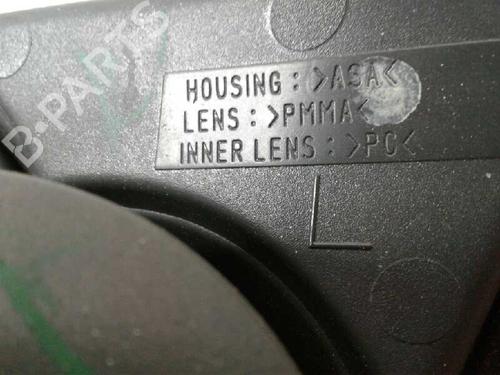 B-PARTS
HOUSING : >ASA<
LENS : >PMMA<
INNER LENS : >PC<
L